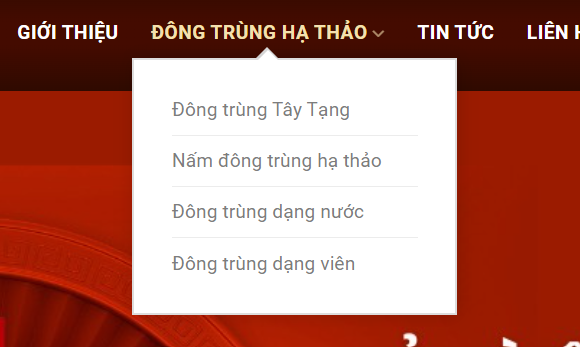 GIỚI THIỆU ĐÔNG TRÙNG HẠ THẢO TIN TỨC LIÊN
Đông trùng Tây Tạng
Nấm đông trùng hạ thảo
Đông trùng dạng nước
Đông trùng dạng viên